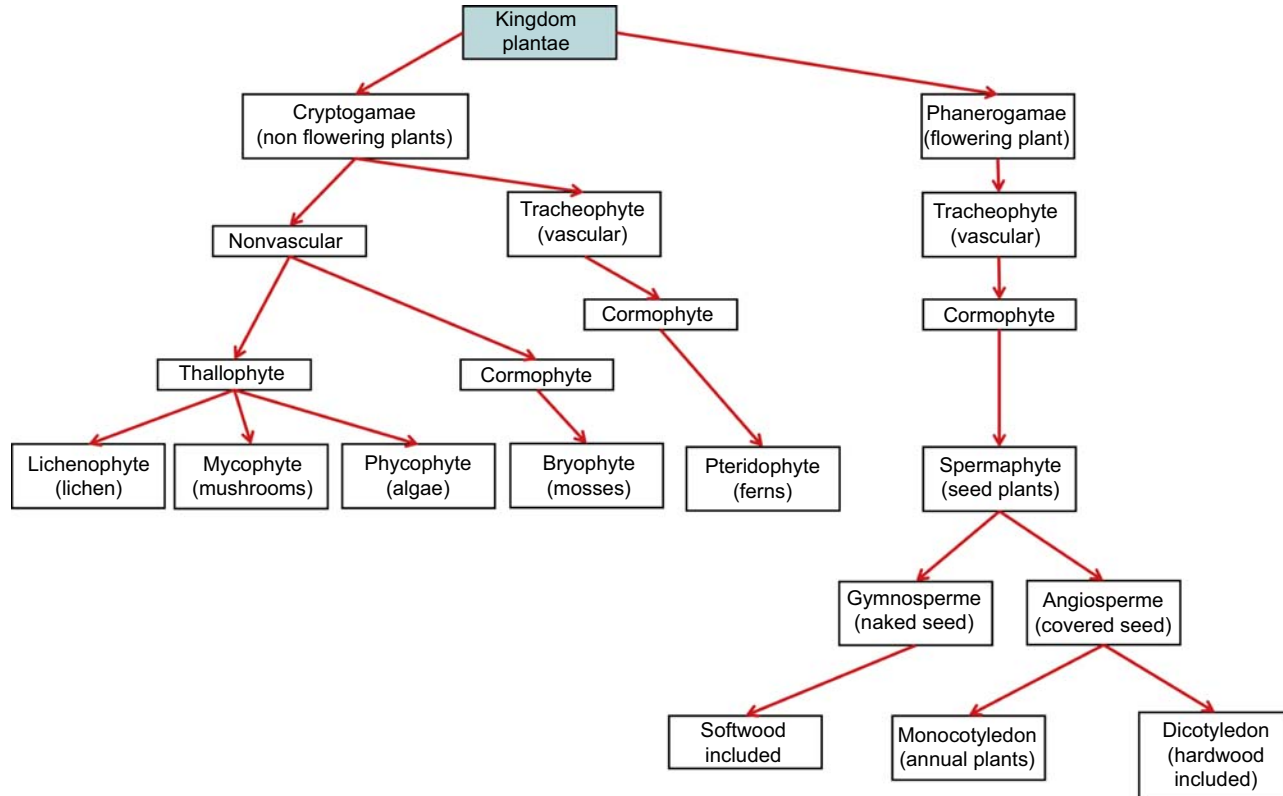 Kingdom
plantae
Cryptogamae
(non flowering plants)
Phanerogamae
(flowering plant)
Nonvascular
Tracheophyte
(vascular)
Tracheophyte
(vascular)
Cormophyte
Cormophyte
Thallophyte
Cormophyte
Lichenophyte
(lichen)
Mycophyte
(mushrooms)
Phycophyte
(algae)
Bryophyte
(mosses)
Pteridophyte
(ferns)
Spermaphyte
(seed plants)
Gymnosperme
(naked seed)
Angiosperme
(covered seed)
Softwood
included
Monocotyledon
(annual plants)
Dicotyledon
(hardwood
included)